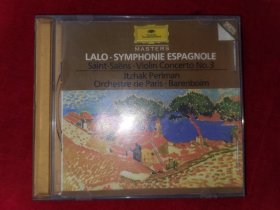 MASTERS
LALO · SYMPHONIE ESPAGNOLE
Saint-Saëns · Violin Concerto No. 3
Itzhak Perlman
Orchestre de Paris · Barenboim